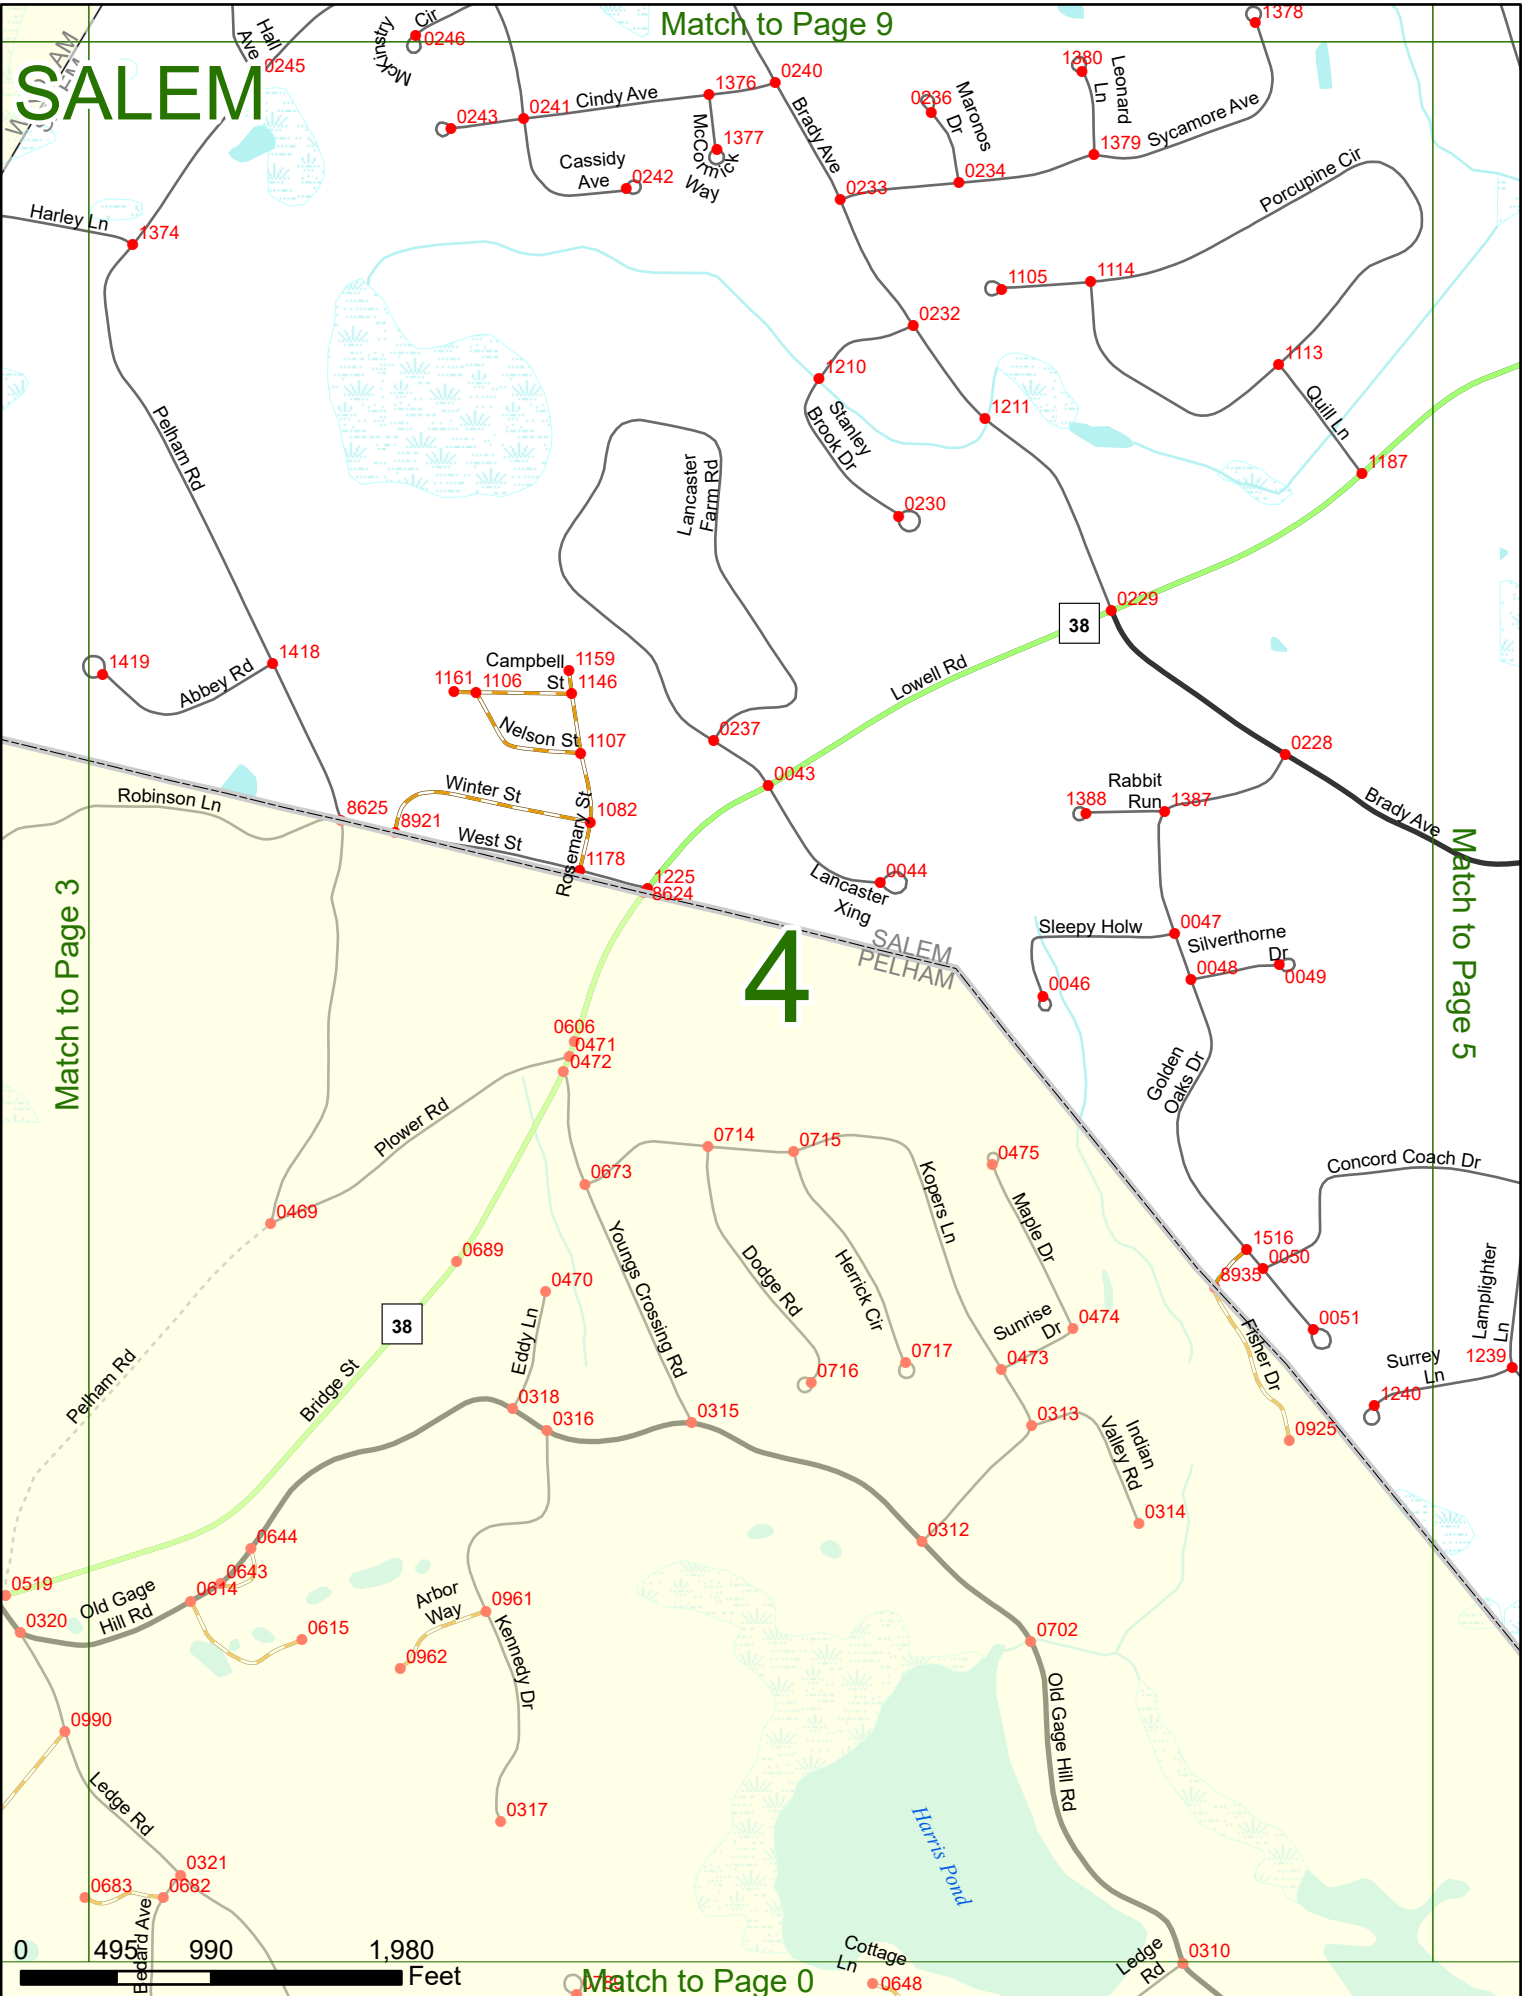 Match to Page 9
SALEM
Hall
Ave
0245
McKinstry
Cir
0246
0243
0241
Cindy Ave
1376
0240
1377
McCormick
Way
Cassidy
Ave
0242
Brady Ave
0236
Maronos
Dr
1380
Leonard
Ln
1378
1379
Sycamore Ave
0233
0234
Porcupine Cir
Harley Ln
1374
1105
1114
0232
1210
1113
1211
Quill Ln
Stanley
Brook Dr
1187
0230
Pelham Rd
Lancaster
Farm Rd
0229
38
Lowell Rd
1419
Abbey Rd
1418
Campbell
St
1159
1161
1106
1146
Nelson St
1107
0237
0043
0228
Winter St
1082
Rosemary St
West St
1178
1225
8624
Robinson Ln
8625
8921
Rabbit
Run
1388
1387
Brady Ave
Lancaster
Xing
0044
Match to Page 3
Match to Page 5
4
SALEM
PELHAM
Sleepy Holw
0047
Silverthorne
Dr
0046
0048
0049
Golden
Oaks Dr
0606
0471
0472
Plower Rd
0469
0673
0714
0715
Kopers Ln
0475
Maple Dr
Concord Coach Dr
1516
0050
8935
0051
Lamplighter
Ln
0689
0470
Youngs Crossing Rd
Dodge Rd
Herrick Cir
38
Eddy Ln
Sunrise
Dr
0474
0473
0717
0716
Fisher Dr
Surrey
Ln
1239
1240
Pelham Rd
Bridge St
0318
0316
0315
0313
Indian
Valley Rd
0925
0314
0312
0644
0643
0614
0519
0320
Old Gage
Hill Rd
0615
Arbor
Way
0961
0962
Kennedy Dr
0702
Old Gage Hill Rd
0990
Ledge Rd
0317
Harris Pond
0321
0683
0682
Bedard Ave
0310
Ledge
Rd
Cottage
Ln
0648
0 495 990 1,980
Feet
Match to Page 0